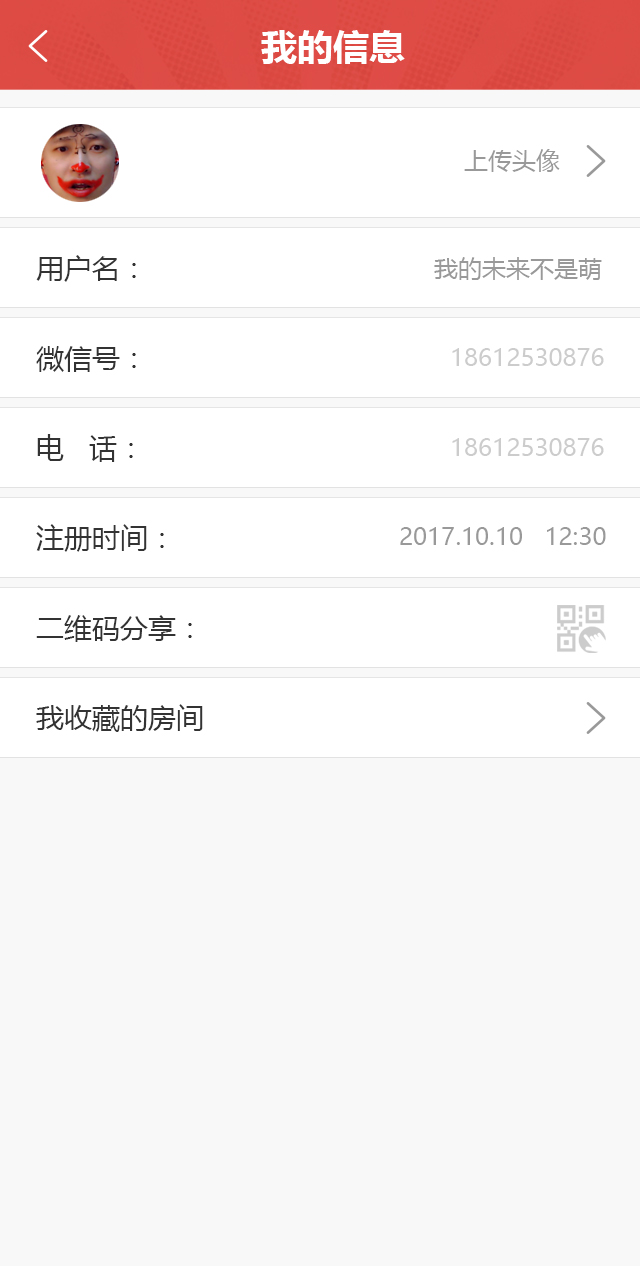 我的信息
上传头像
用户名： 我的未来不是萌
微信号： 18612530876
电 话： 18612530876
注册时间： 2017.10.10 12:30
二维码分享：
我收藏的房间